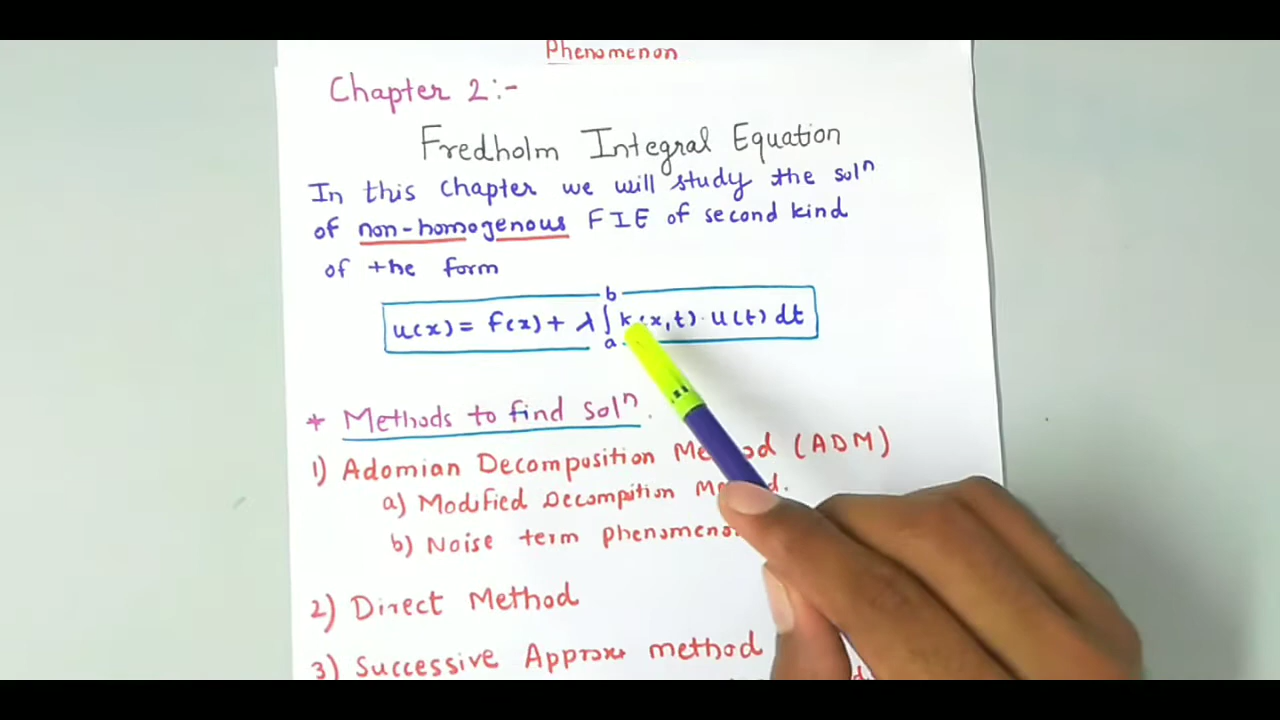 Phenomenon
Chapter 2:-
Fredholm Integral Equation
In this Chapter we will study the solⁿ
of non-homogenous FIE of second kind
of the form
u(x) = f(x) + λ ∫ₐᵇ k(x,t) · u(t) dt
* Methods to find solⁿ.
1) Adomian Decomposition Method (ADM)
a) Modified Decompition
b) Noise term phenomenon
2) Direct Method
3) Successive Approx method